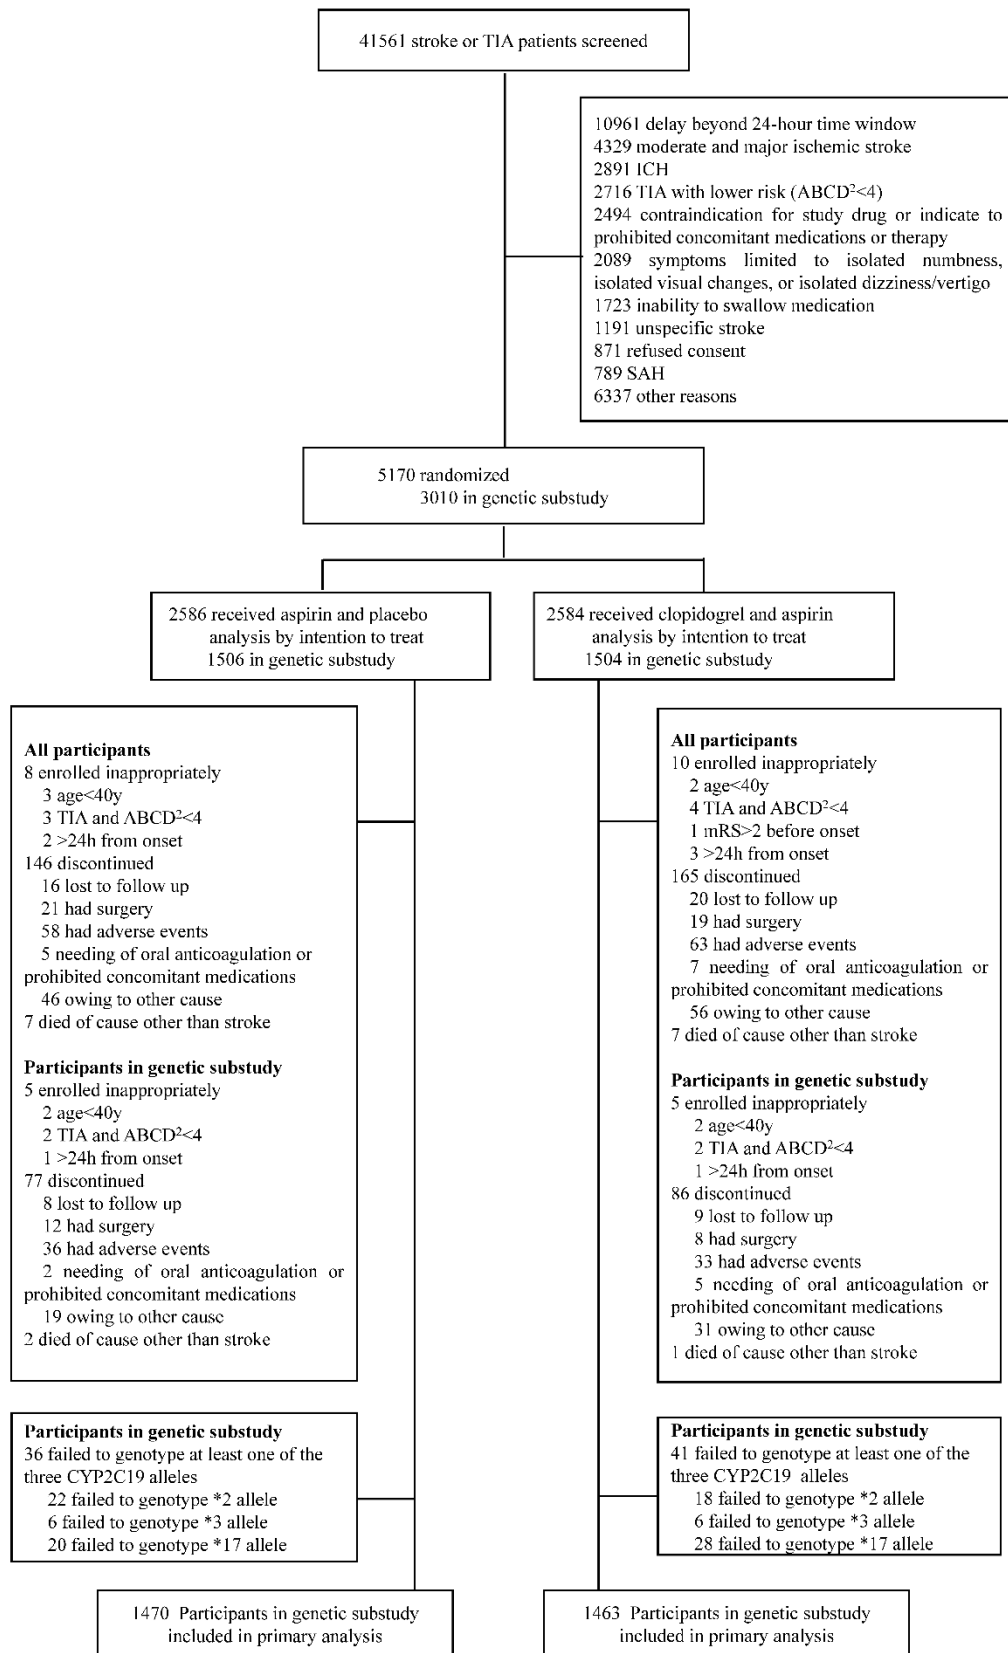 41561 stroke or TIA patients screened
10961 delay beyond 24-hour time window
4329 moderate and major ischemic stroke
2891 ICH
2716 TIA with lower risk (ABCD²<4)
2494 contraindication for study drug or indicate to
prohibited concomitant medications or therapy
2089 symptoms limited to isolated numbness,
isolated visual changes, or isolated dizziness/vertigo
1723 inability to swallow medication
1191 unspecific stroke
871 refused consent
789 SAH
6337 other reasons
5170 randomized
3010 in genetic substudy
2586 received aspirin and placebo
analysis by intention to treat
1506 in genetic substudy
2584 received clopidogrel and aspirin
analysis by intention to treat
1504 in genetic substudy
All participants
8 enrolled inappropriately
3 age<40y
3 TIA and ABCD²<4
2 >24h from onset
146 discontinued
16 lost to follow up
21 had surgery
58 had adverse events
5 needing of oral anticoagulation or
prohibited concomitant medications
46 owing to other cause
7 died of cause other than stroke
Participants in genetic substudy
5 enrolled inappropriately
2 age<40y
2 TIA and ABCD²<4
1 >24h from onset
77 discontinued
8 lost to follow up
12 had surgery
36 had adverse events
2 needing of oral anticoagulation or
prohibited concomitant medications
19 owing to other cause
2 died of cause other than stroke
All participants
10 enrolled inappropriately
2 age<40y
4 TIA and ABCD²<4
1 mRS>2 before onset
3 >24h from onset
165 discontinued
20 lost to follow up
19 had surgery
63 had adverse events
7 needing of oral anticoagulation or
prohibited concomitant medications
56 owing to other cause
7 died of cause other than stroke
Participants in genetic substudy
5 enrolled inappropriately
2 age<40y
2 TIA and ABCD²<4
1 >24h from onset
86 discontinued
9 lost to follow up
8 had surgery
33 had adverse events
5 needing of oral anticoagulation or
prohibited concomitant medications
31 owing to other cause
1 died of cause other than stroke
Participants in genetic substudy
36 failed to genotype at least one of the
three CYP2C19 alleles
22 failed to genotype *2 allele
6 failed to genotype *3 allele
20 failed to genotype *17 allele
Participants in genetic substudy
41 failed to genotype at least one of the
three CYP2C19 alleles
18 failed to genotype *2 allele
6 failed to genotype *3 allele
28 failed to genotype *17 allele
1470 Participants in genetic substudy
included in primary analysis
1463 Participants in genetic substudy
included in primary analysis